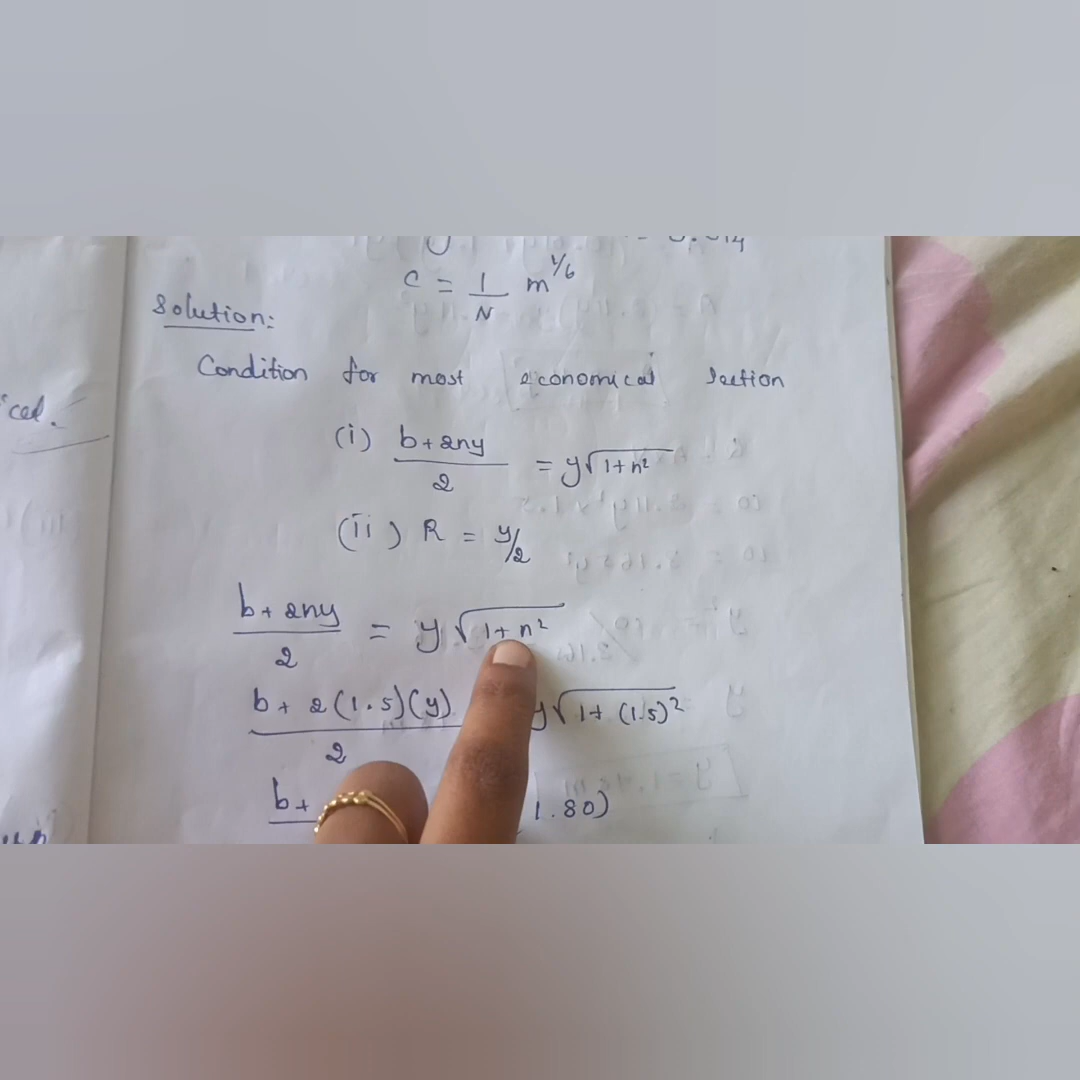 C = 1/N m^1/6
Solution:
Condition for most economical section
(i) b+2ny/2 = y√1+n²
(ii) R = y/2
b+2ny/2 = y√1+n²
b+2(1.5)(y)/2 y√1+(1.5)²
b+ 1.80)